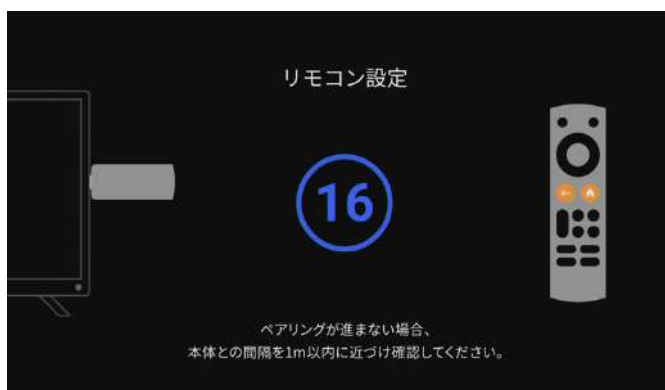 リモコン設定
16
ペアリングが進まない場合、
本体との間隔を1m以内に近づけ確認してください。